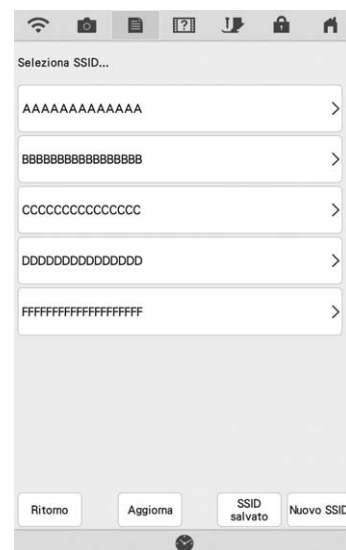 Seleziona SSID...
AAAAAAAAAAAAA
BBBBBBBBBBBBBBBBB
CCCCCCCCCCCCCCC
DDDDDDDDDDDDDDD
FFFFFFFFFFFFFFFFFFFF
Ritorno
Aggiorna
SSID
salvato
Nuovo SSID